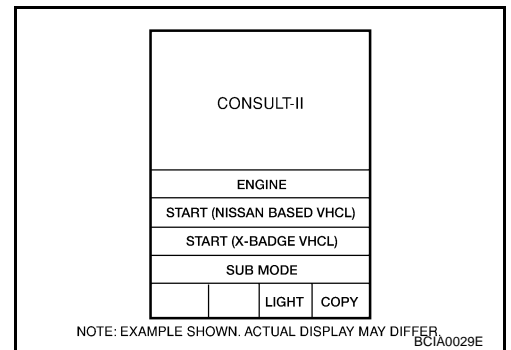 CONSULT-II
ENGINE
START (NISSAN BASED VHCL)
START (X-BADGE VHCL)
SUB MODE
LIGHT COPY
NOTE: EXAMPLE SHOWN. ACTUAL DISPLAY MAY DIFFER.
BCIA0029E